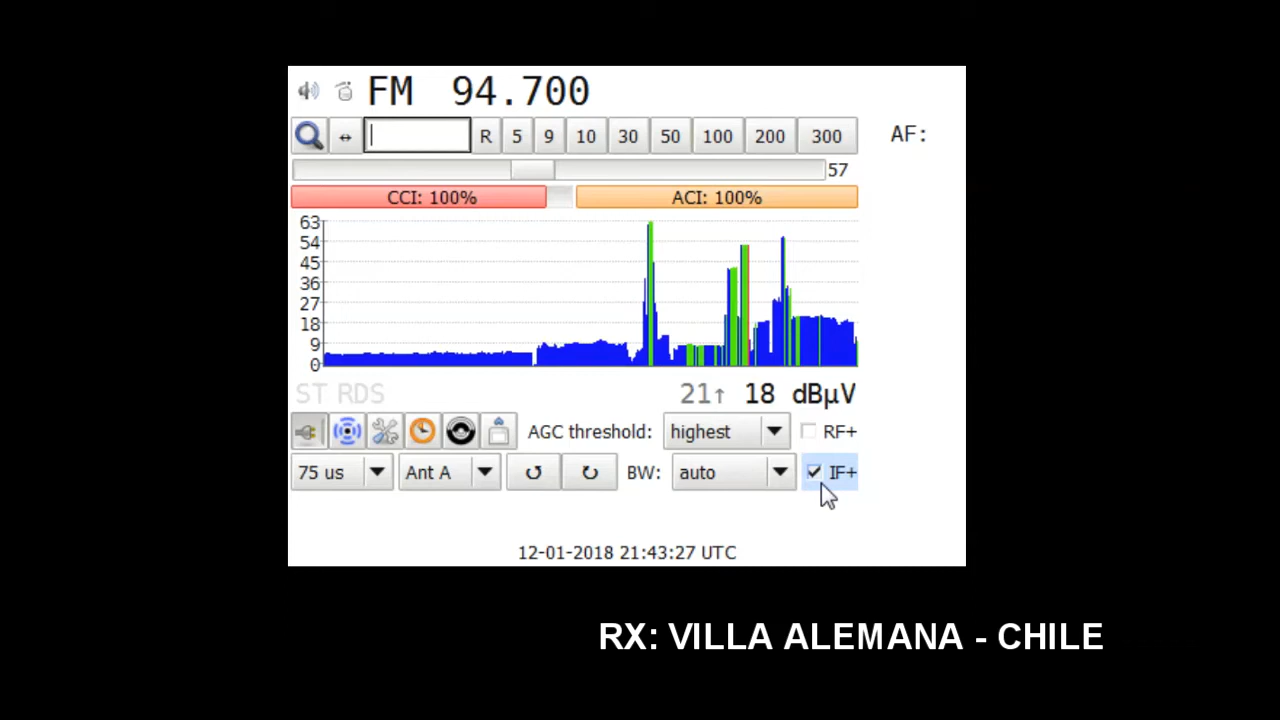 FM 94.700
R 5 9 10 30 50 100 200 300 AF:
57
CCI: 100% ACI: 100%
63
54
45
36
27
18
9
0
ST RDS 21↑ 18 dBµV
AGC threshold: highest RF+
75 us Ant A BW: auto IF+
12-01-2018 21:43:27 UTC
RX: VILLA ALEMANA - CHILE